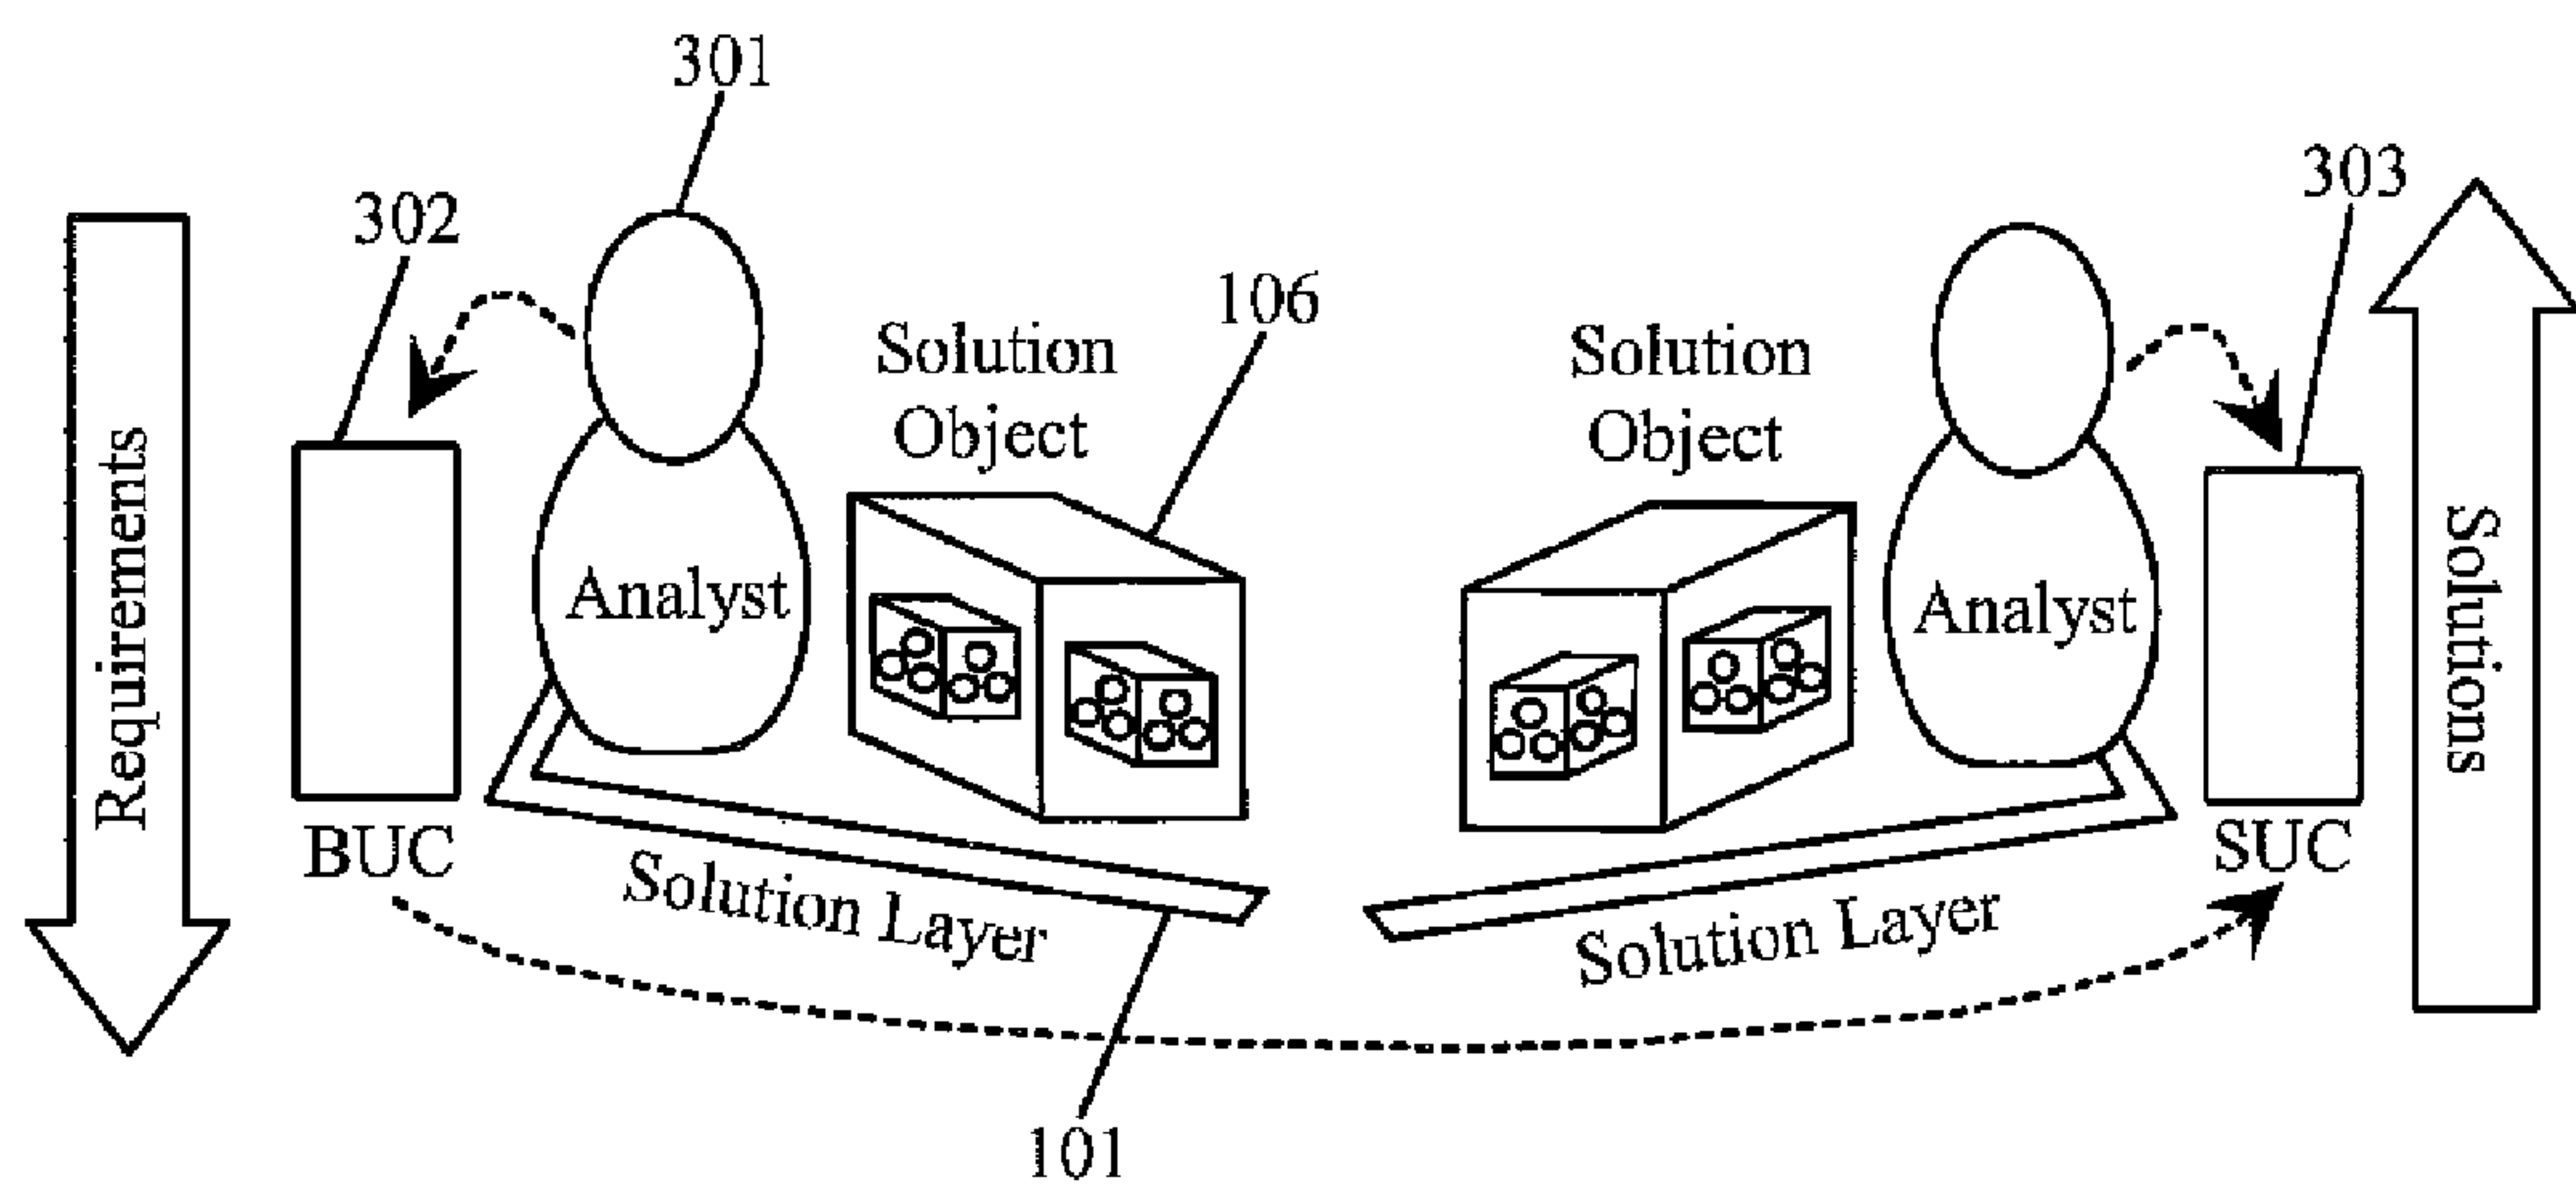 301
303
302
106
Solution
Object
Solution
Object
Requirements
Analyst
Analyst
Solutions
BUC
SUC
Solution Layer
Solution Layer
101